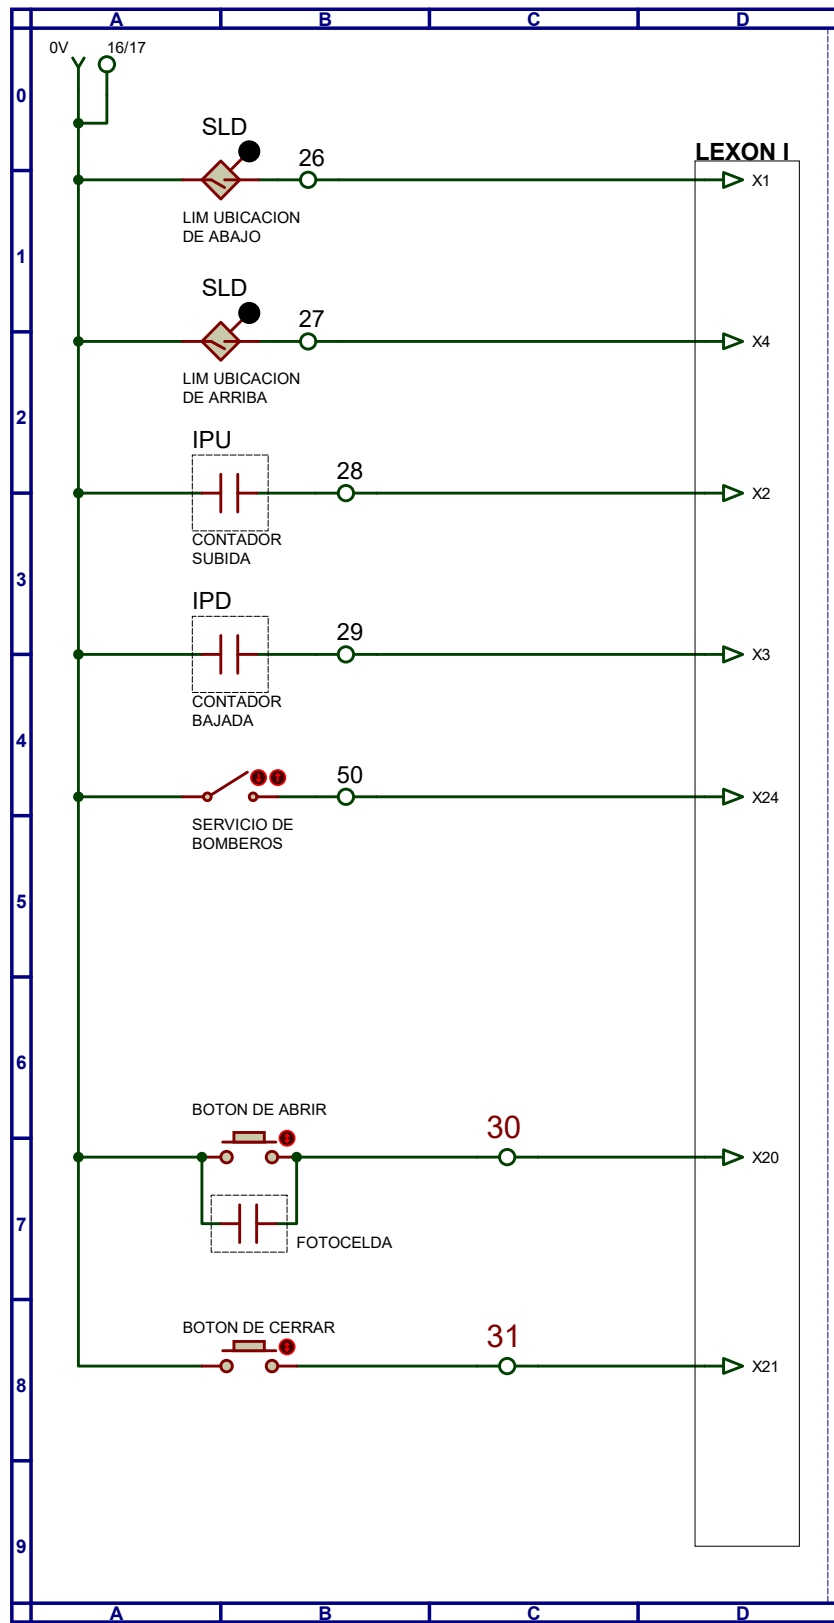 A B C D
0V 16/17
0
SLD
26
LEXON I
X1
LIM UBICACION
DE ABAJO
1
SLD
27
X4
LIM UBICACION
DE ARRIBA
2
IPU
28
X2
CONTADOR
SUBIDA
3
IPD
29
X3
CONTADOR
BAJADA
4
50
X24
SERVICIO DE
BOMBEROS
5
6
BOTON DE ABRIR
30
X20
7
FOTOCELDA
BOTON DE CERRAR
31
X21
8
9
A B C D